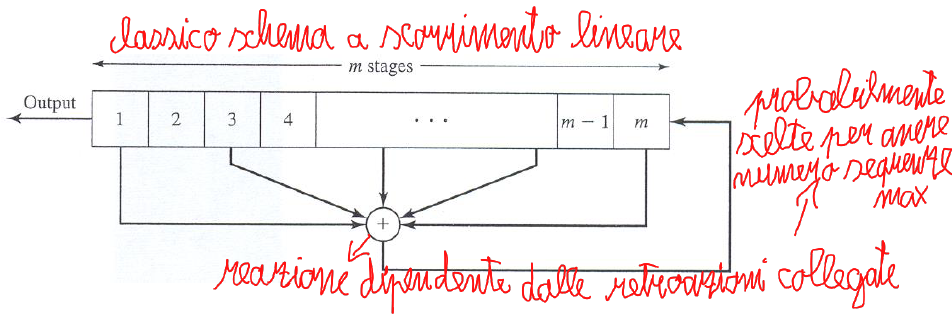 classico schema a scorrimento lineare
m stages
Output
1 2 3 4 ... m − 1 m
probabilmente
scelte per avere
numero sequenze
max
+
reazione dipendente dalle retroazioni collegate